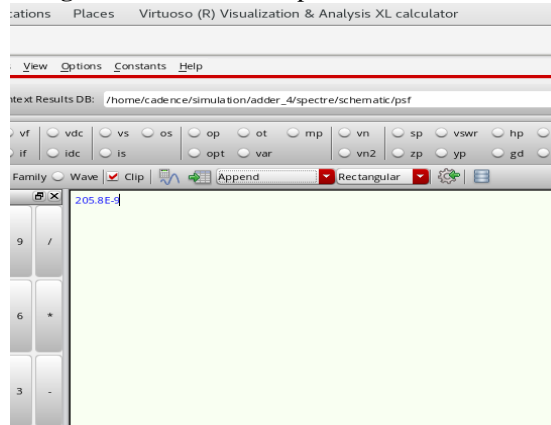 ations Places Virtuoso (R) Visualization & Analysis XL calculator
View Options Constants Help
ntext Results DB: /home/cadence/simulation/adder_4/spectre/schematic/psf
vf vdc vs os op ot mp vn sp vswr hp
if idc is opt var vn2 zp yp gd
Family Wave Clip Append Rectangular
205.8E-9
9 /
6 *
3 -